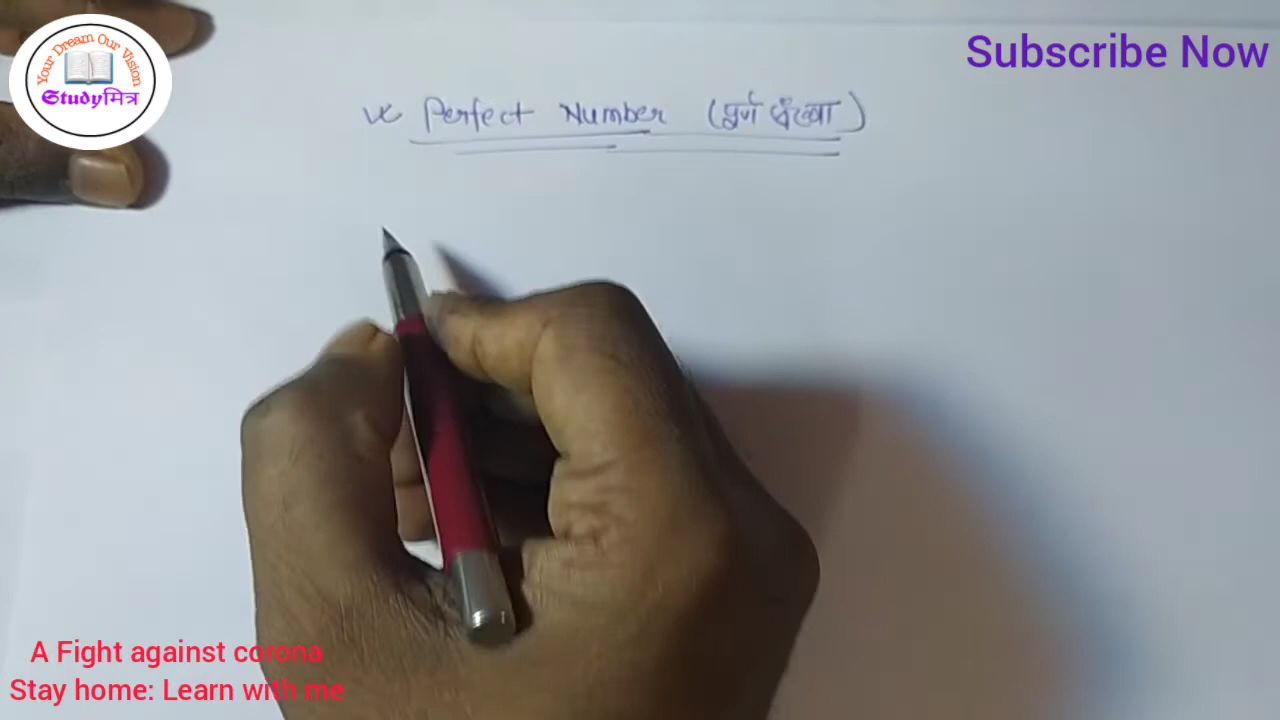 Your Dream Our Vision
Studyमित्र
Subscribe Now
Perfect Number (पूर्ण संख्या)
A Fight against corona
Stay home: Learn with me